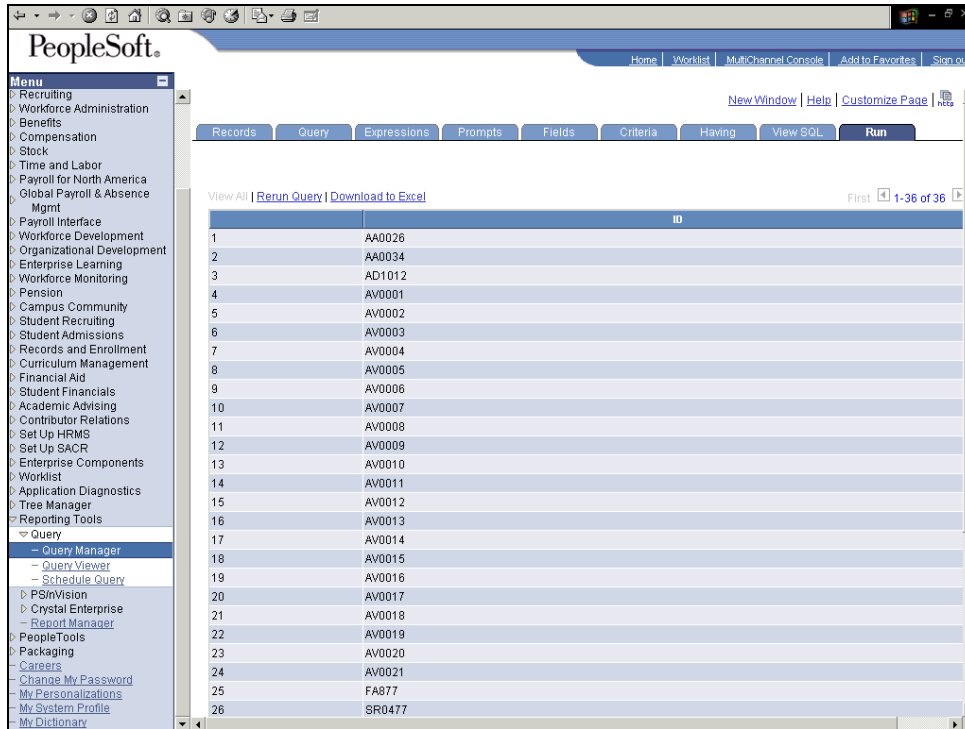 PeopleSoft.
Home | Worklist | MultiChannel Console | Add to Favorites | Sign ou
Menu
Recruiting
Workforce Administration
Benefits
Compensation
Stock
Time and Labor
Payroll for North America
Global Payroll & Absence
Mgmt
Payroll Interface
Workforce Development
Organizational Development
Enterprise Learning
Workforce Monitoring
Pension
Campus Community
Student Recruiting
Student Admissions
Records and Enrollment
Curriculum Management
Financial Aid
Student Financials
Academic Advising
Contributor Relations
Set Up HRMS
Set Up SACR
Enterprise Components
Worklist
Application Diagnostics
Tree Manager
Reporting Tools
Query
Query Manager
Query Viewer
Schedule Query
PS/nVision
Crystal Enterprise
Report Manager
PeopleTools
Packaging
Careers
Change My Password
My Personalizations
My System Profile
My Dictionary
New Window | Help | Customize Page | http
Records Query Expressions Prompts Fields Criteria Having View SQL Run
View All | Rerun Query | Download to Excel First 1-36 of 36
ID
1 AA0026
2 AA0034
3 AD1012
4 AV0001
5 AV0002
6 AV0003
7 AV0004
8 AV0005
9 AV0006
10 AV0007
11 AV0008
12 AV0009
13 AV0010
14 AV0011
15 AV0012
16 AV0013
17 AV0014
18 AV0015
19 AV0016
20 AV0017
21 AV0018
22 AV0019
23 AV0020
24 AV0021
25 FA877
26 SR0477